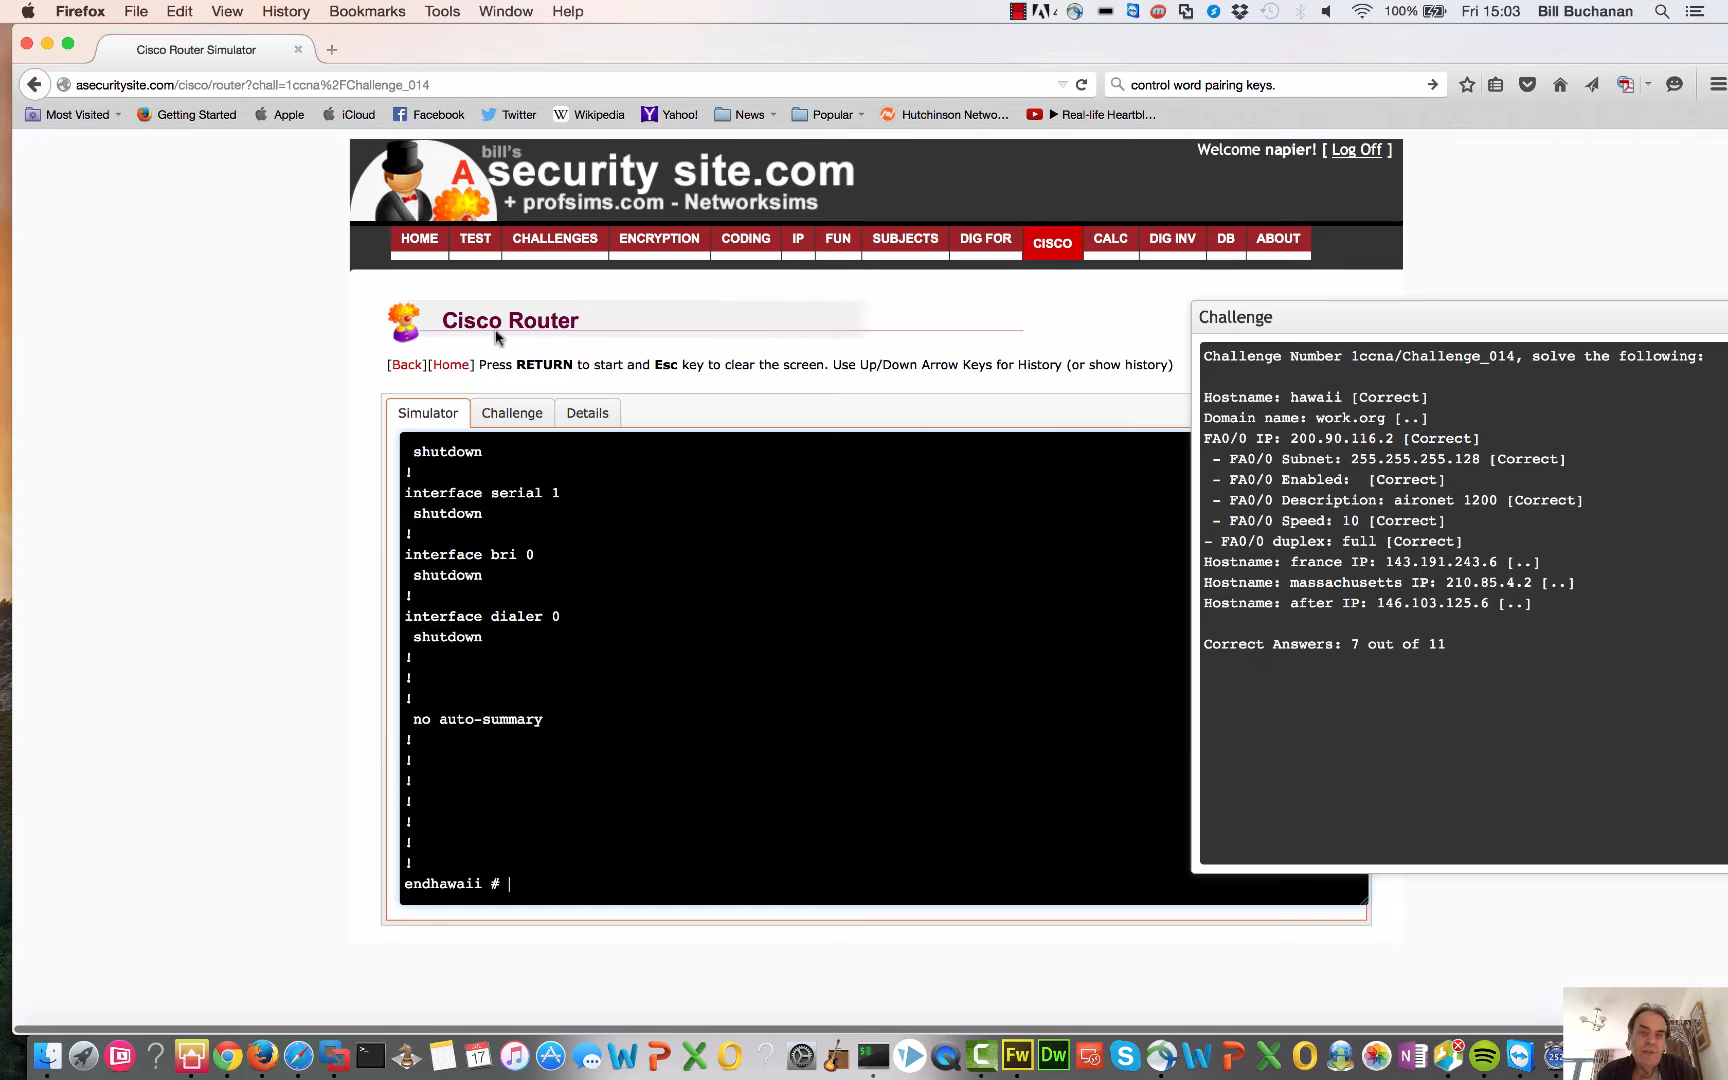 Firefox File Edit View History Bookmarks Tools Window Help 100% Fri 15:03 Bill Buchanan
Cisco Router Simulator
asecuritysite.com/cisco/router?chall=1ccna%2FChallenge_014
control word pairing keys.
Most Visited Getting Started Apple iCloud Facebook Twitter Wikipedia Yahoo! News Popular Hutchinson Netwo... ▶ Real-life Heartbl...
bill's
A security site.com
+ profsims.com - Networksims
Welcome napier! [ Log Off ]
HOME TEST CHALLENGES ENCRYPTION CODING IP FUN SUBJECTS DIG FOR CISCO CALC DIG INV DB ABOUT
Cisco Router
[Back][Home] Press RETURN to start and Esc key to clear the screen. Use Up/Down Arrow Keys for History (or show history)
Simulator Challenge Details
shutdown
!
interface serial 1
shutdown
!
interface bri 0
shutdown
!
interface dialer 0
shutdown
!
!
!
no auto-summary
!
!
!
!
!
!
!
endhawaii #
Challenge
Challenge Number 1ccna/Challenge_014, solve the following:
Hostname: hawaii [Correct]
Domain name: work.org [..]
FA0/0 IP: 200.90.116.2 [Correct]
- FA0/0 Subnet: 255.255.255.128 [Correct]
- FA0/0 Enabled: [Correct]
- FA0/0 Description: aironet 1200 [Correct]
- FA0/0 Speed: 10 [Correct]
- FA0/0 duplex: full [Correct]
Hostname: france IP: 143.191.243.6 [..]
Hostname: massachusetts IP: 210.85.4.2 [..]
Hostname: after IP: 146.103.125.6 [..]
Correct Answers: 7 out of 11
17
Fw
Dw
252